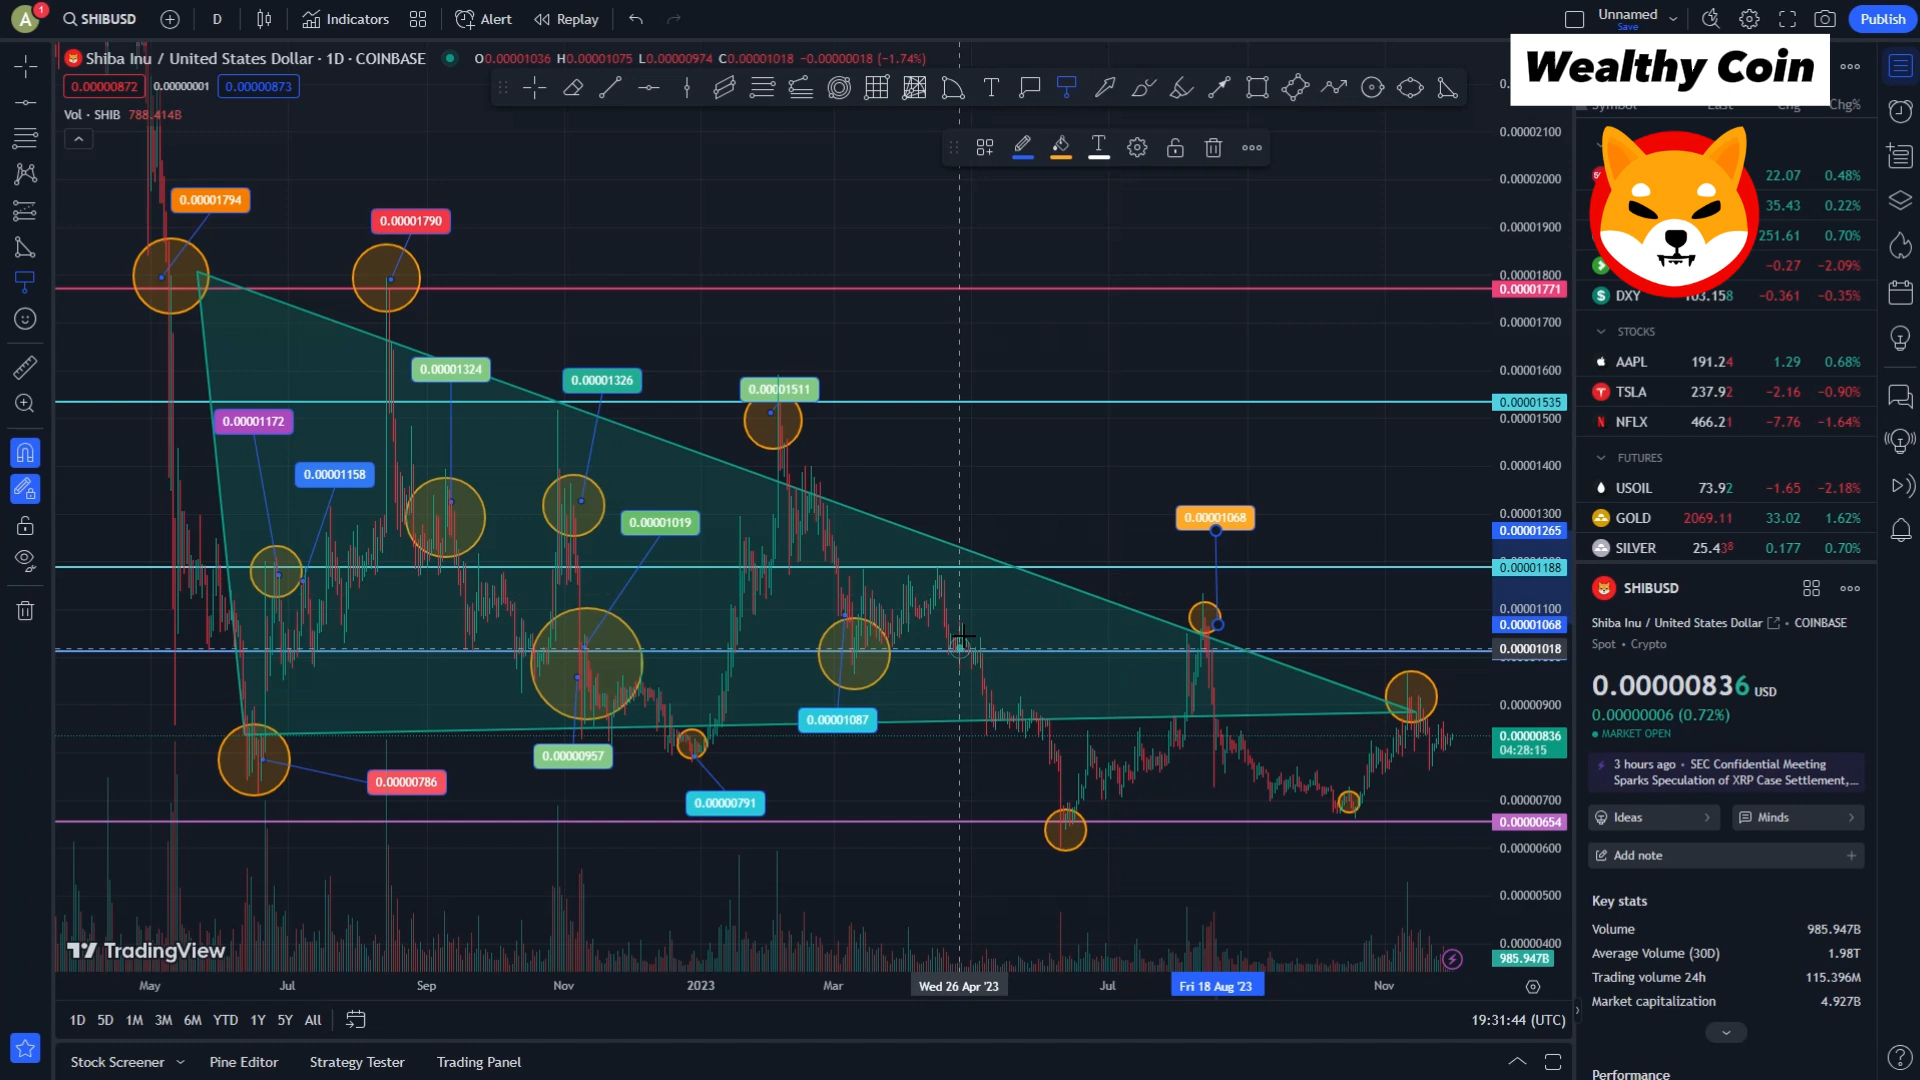 A
1
SHIBUSD
D
Indicators
Alert
Replay
Unnamed
Save
Publish
Wealthy Coin
Shiba Inu / United States Dollar · 1D · COINBASE
O0.00001036 H0.00001075 L0.00000974 C0.00001018 -0.00000018 (-1.74%)
0.00000872
0.00000001
0.00000873
Vol · SHIB 788.414B
T
T
Chg%
22.07 0.48%
35.43 0.22%
251.61 0.70%
-0.27 -2.09%
DXY 103.158 -0.361 -0.35%
STOCKS
AAPL 191.24 1.29 0.68%
TSLA 237.92 -2.16 -0.90%
NFLX 466.21 -7.76 -1.64%
FUTURES
USOIL 73.92 -1.65 -2.18%
GOLD 2069.11 33.02 1.62%
SILVER 25.438 0.177 0.70%
0.00001794
0.00001790
0.00001324
0.00001326
0.00001511
0.00001172
0.00001158
0.00001019
0.00001068
0.00001087
0.00000957
0.00000786
0.00000791
0.00002100
0.00002000
0.00001900
0.00001800
0.00001771
0.00001700
0.00001600
0.00001535
0.00001500
0.00001400
0.00001300
0.00001265
0.00001188
0.00001100
0.00001068
0.00001018
0.00000900
0.00000836
04:28:15
0.00000700
0.00000654
0.00000600
0.00000500
0.00000400
985.947B
TradingView
May
Jul
Sep
Nov
2023
Mar
Wed 26 Apr '23
Jul
Fri 18 Aug '23
Nov
1D 5D 1M 3M 6M YTD 1Y 5Y All
19:31:44 (UTC)
Stock Screener
Pine Editor
Strategy Tester
Trading Panel
SHIBUSD
Shiba Inu / United States Dollar • COINBASE
Spot • Crypto
0.00000836 USD
0.00000006 (0.72%)
MARKET OPEN
3 hours ago • SEC Confidential Meeting
Sparks Speculation of XRP Case Settlement,...
Ideas
Minds
Add note
Key stats
Volume 985.947B
Average Volume (30D) 1.98T
Trading volume 24h 115.396M
Market capitalization 4.927B
Performance